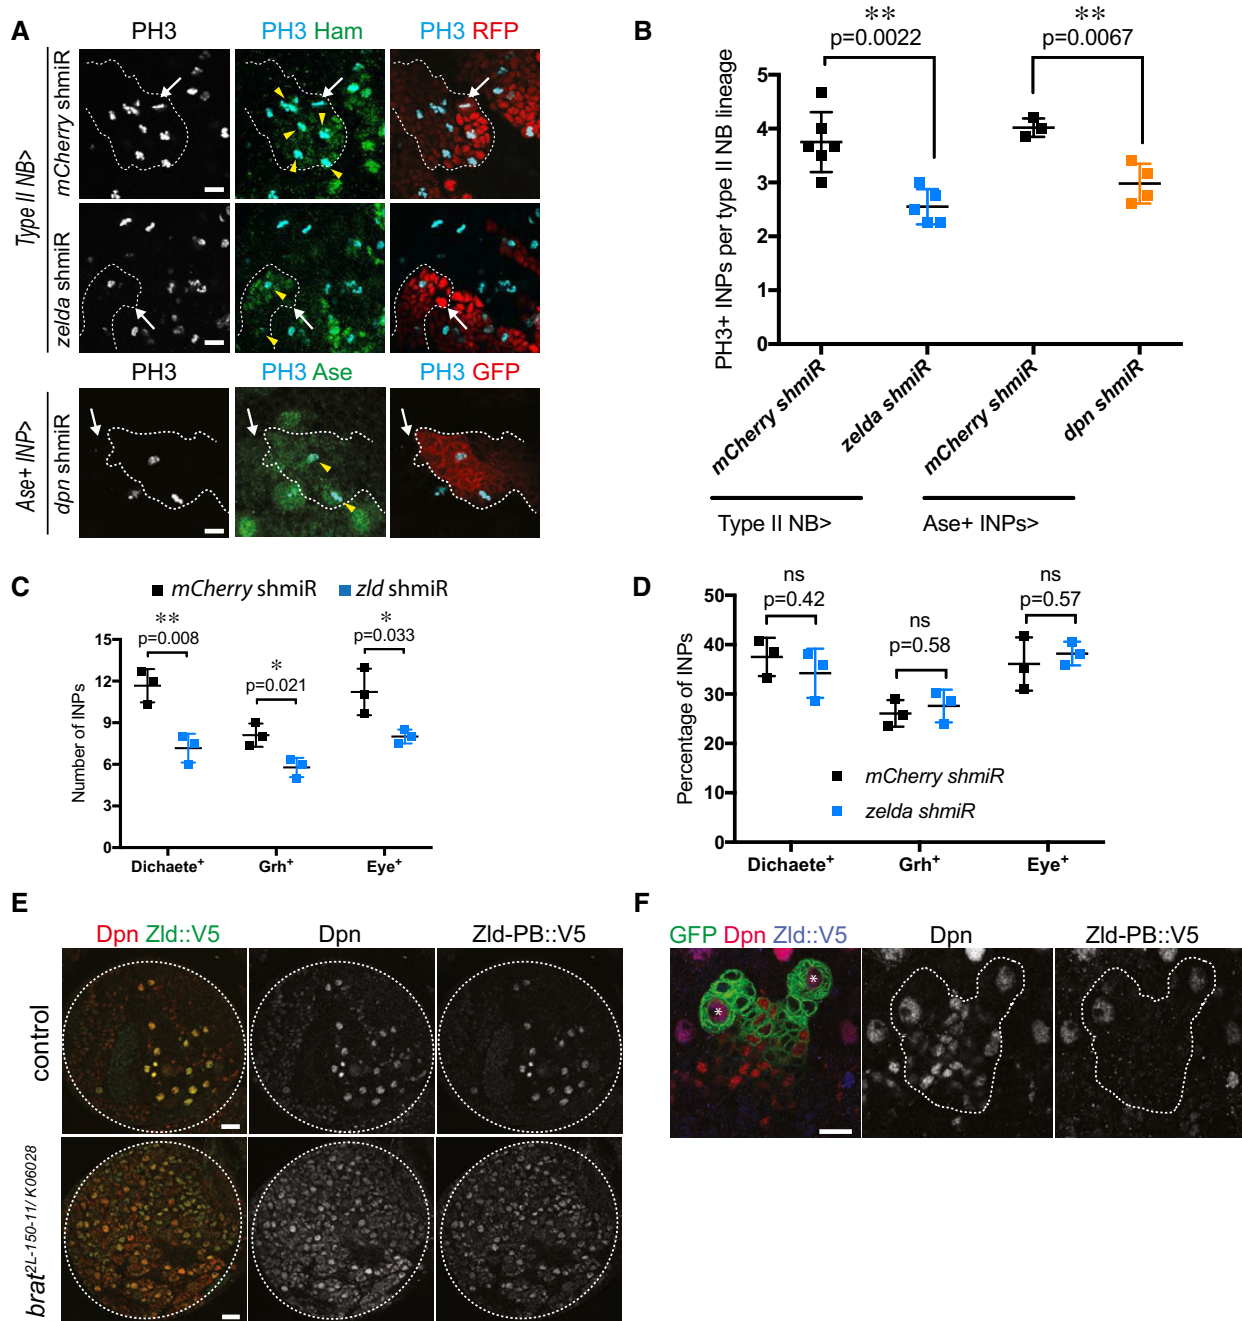 A
PH3
PH3 Ham
PH3 RFP
Type II NB>
mCherry shmiR
zelda shmiR
PH3
PH3 Ase
PH3 GFP
Ase+ INP>
dpn shmiR
B
**
p=0.0022
**
p=0.0067
PH3+ INPs per type II NB lineage
5
4
3
2
1
0
mCherry shmiR
zelda shmiR
mCherry shmiR
dpn shmiR
Type II NB>
Ase+ INPs>
C
mCherry shmiR
zld shmiR
**
p=0.008
*
p=0.021
*
p=0.033
Number of INPs
15
12
9
6
3
0
Dichaete+
Grh+
Eye+
D
ns
p=0.42
ns
p=0.58
ns
p=0.57
Percentage of INPs
50
40
30
20
10
0
mCherry shmiR
zelda shmiR
Dichaete+
Grh+
Eye+
E
Dpn Zld::V5
Dpn
Zld-PB::V5
control
brat2L-150-11/ K06028
F
GFP Dpn Zld::V5
Dpn
Zld-PB::V5
*
*